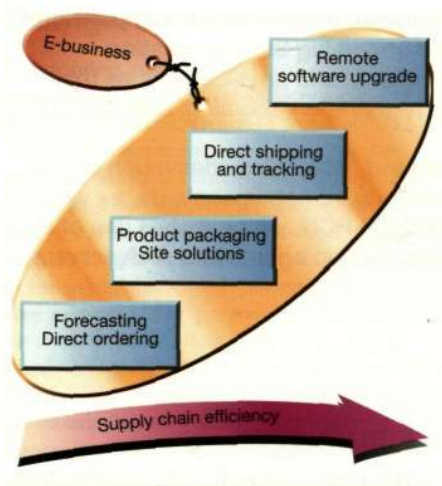 E-business
Remote
software upgrade
Direct shipping
and tracking
Product packaging
Site solutions
Forecasting
Direct ordering
Supply chain efficiency